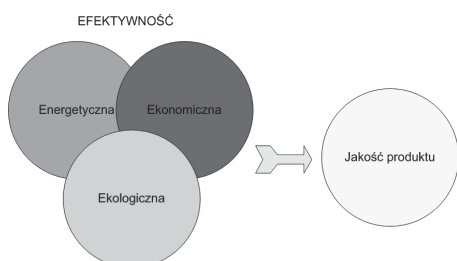 EFEKTYWNOŚĆ
Energetyczna
Ekonomiczna
Ekologiczna
Jakość produktu